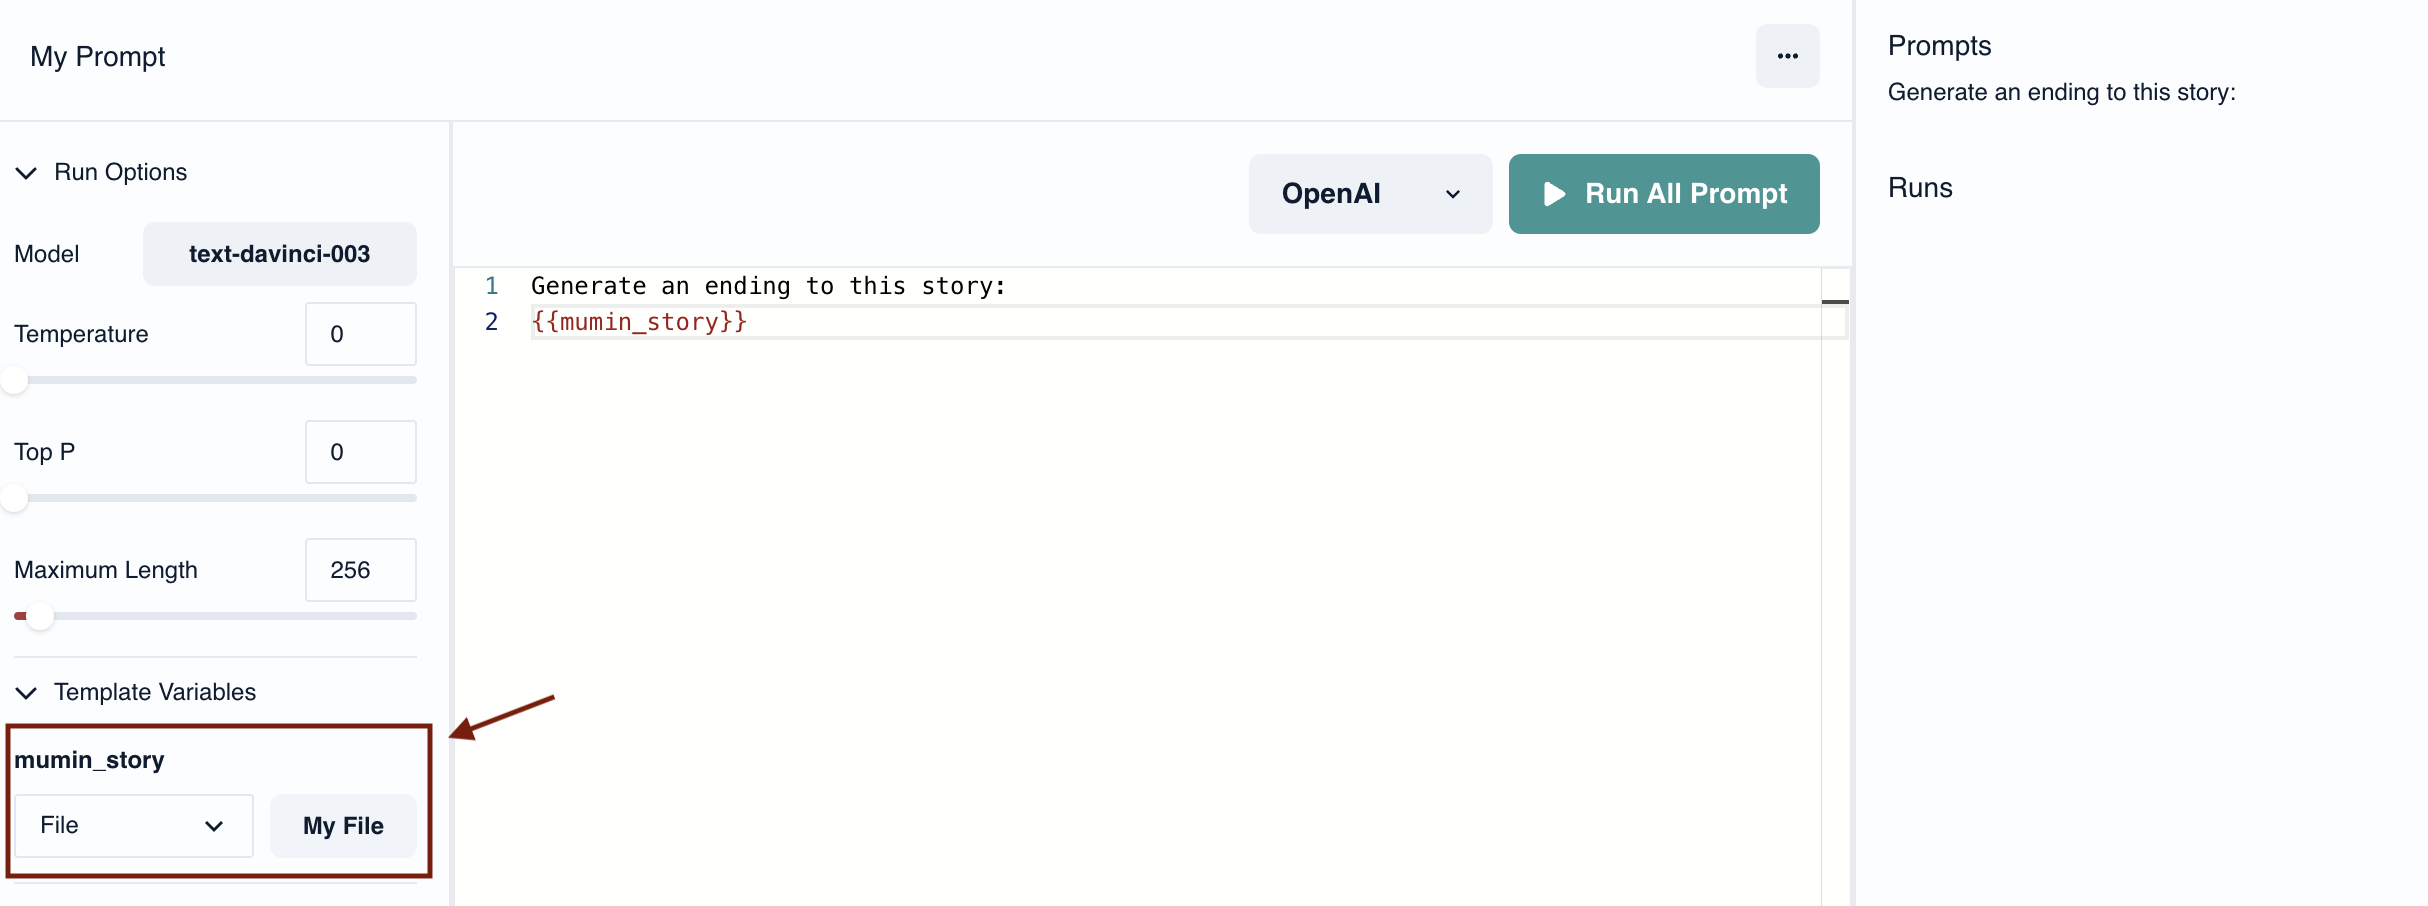 My Prompt
...
Run Options
Model
text-davinci-003
Temperature
0
Top P
0
Maximum Length
256
Template Variables
mumin_story
File
My File
OpenAI
Run All Prompt
1 Generate an ending to this story:
2 {{mumin_story}}
Prompts
Generate an ending to this story:
Runs